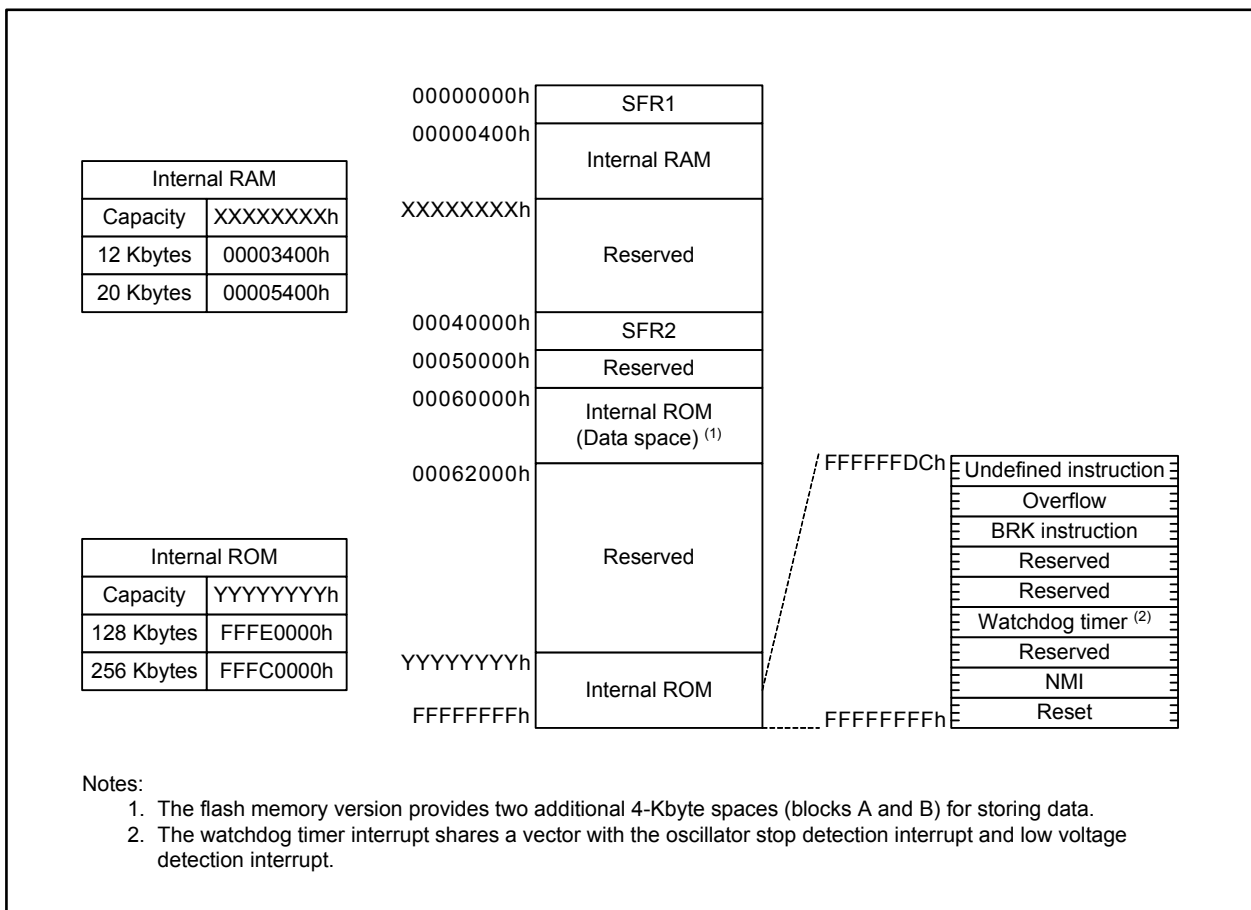 00000000h
SFR1
00000400h
Internal RAM
XXXXXXXXh
Reserved
00040000h
SFR2
00050000h
Reserved
00060000h
Internal ROM
(Data space) (1)
00062000h
Reserved
YYYYYYYYh
Internal ROM
FFFFFFFFh
Internal RAM
Capacity XXXXXXXXh
12 Kbytes 00003400h
20 Kbytes 00005400h
Internal ROM
Capacity YYYYYYYYh
128 Kbytes FFFE0000h
256 Kbytes FFFC0000h
FFFFFFDCh
Undefined instruction
Overflow
BRK instruction
Reserved
Reserved
Watchdog timer (2)
Reserved
NMI
Reset
FFFFFFFFh
Notes:
1. The flash memory version provides two additional 4-Kbyte spaces (blocks A and B) for storing data.
2. The watchdog timer interrupt shares a vector with the oscillator stop detection interrupt and low voltage
detection interrupt.